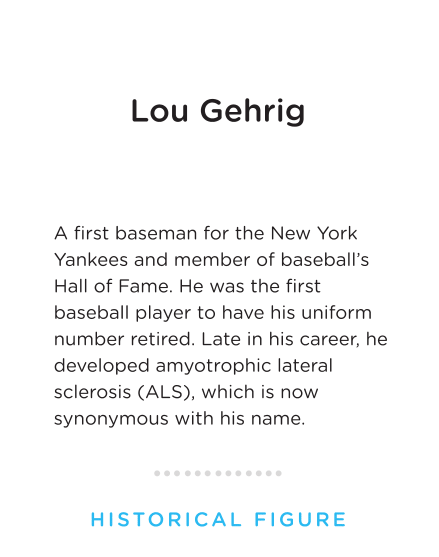 Lou Gehrig
A first baseman for the New York
Yankees and member of baseball’s
Hall of Fame. He was the first
baseball player to have his uniform
number retired. Late in his career, he
developed amyotrophic lateral
sclerosis (ALS), which is now
synonymous with his name.
HISTORICAL FIGURE